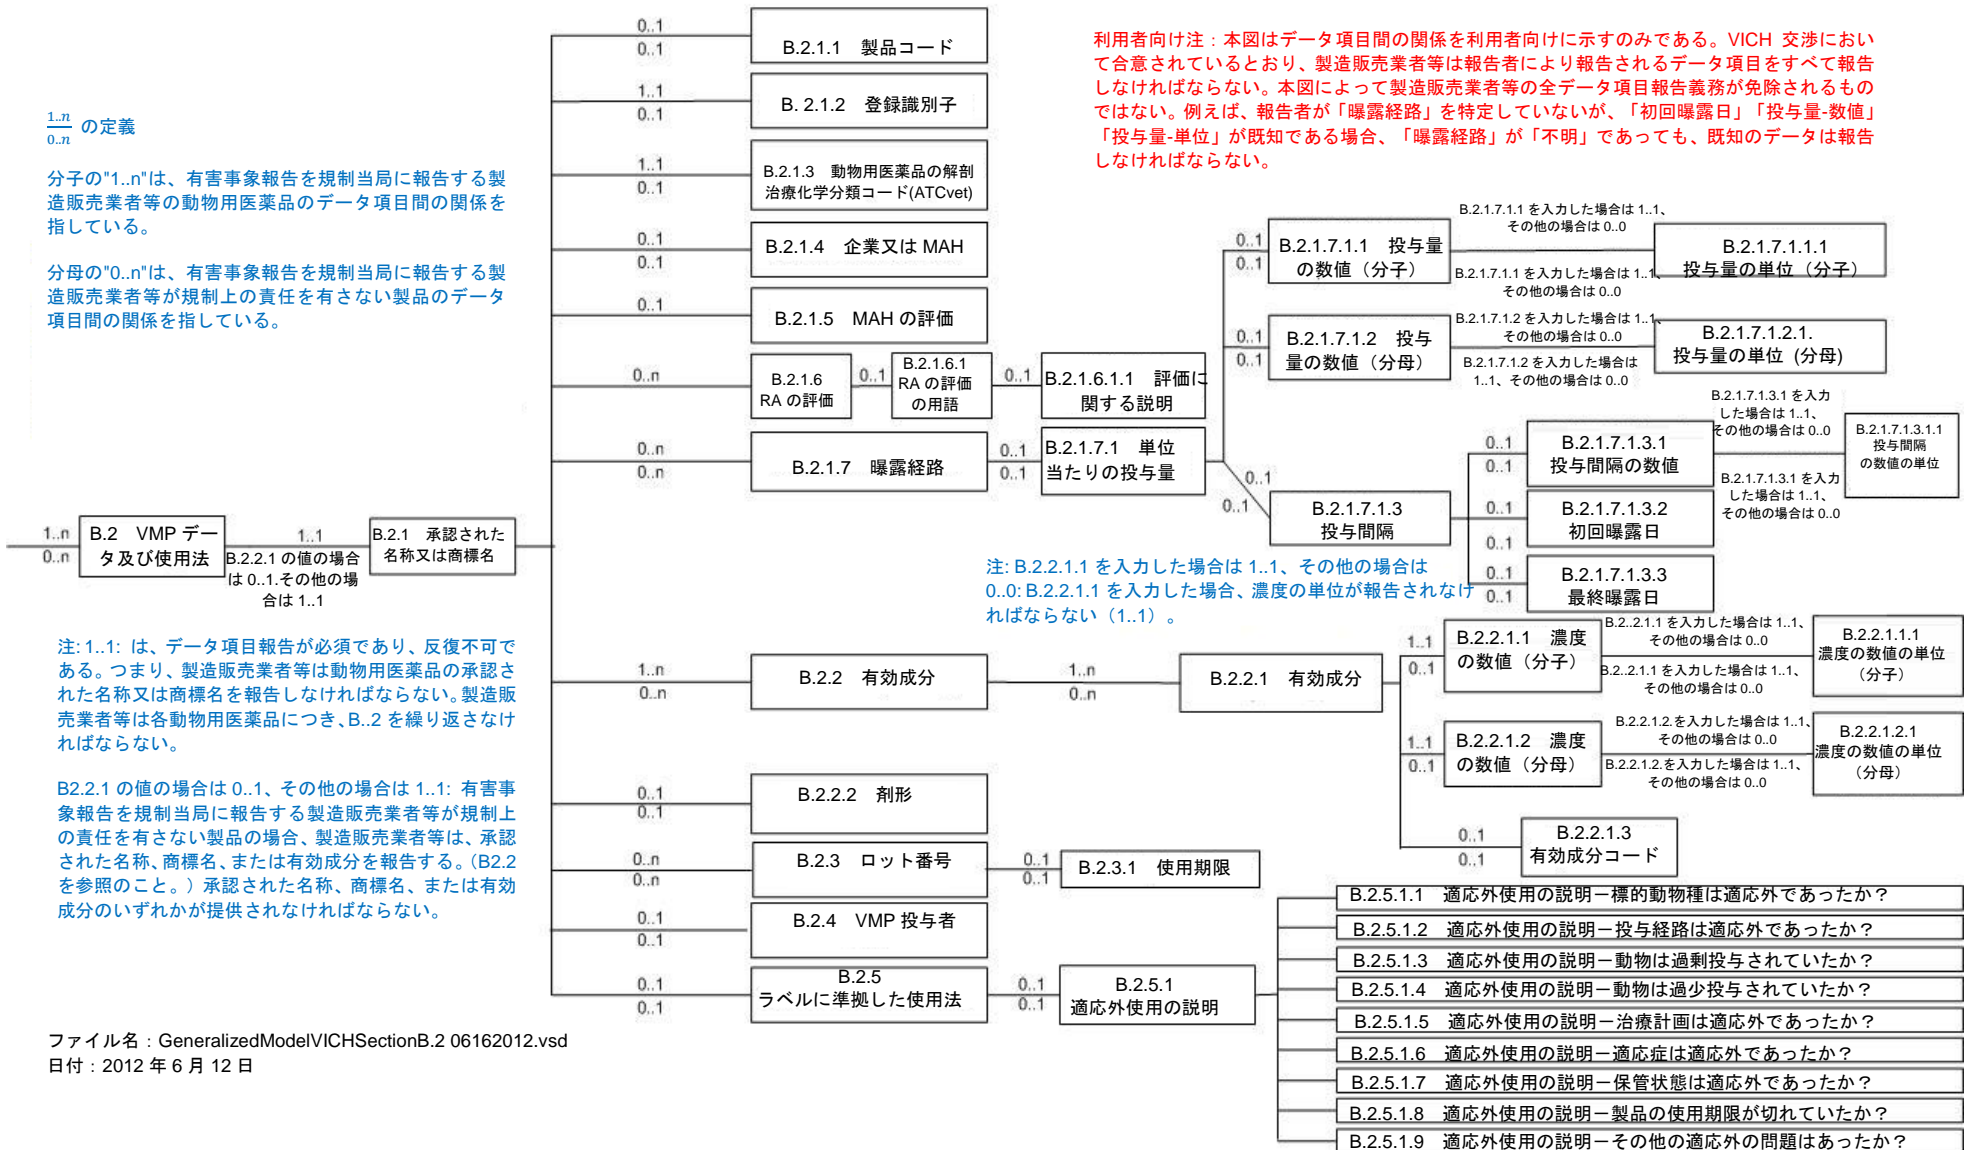 利用者向け注：本図はデータ項目間の関係を利用者向けに示すのみである。VICH 交渉におい
て合意されているとおり、製造販売業者等は報告者により報告されるデータ項目をすべて報告
しなければならない。本図によって製造販売業者等の全データ項目報告義務が免除されるもの
ではない。例えば、報告者が「曝露経路」を特定していないが、「初回曝露日」「投与量-数値」
「投与量-単位」が既知である場合、「曝露経路」が「不明」であっても、既知のデータは報告
しなければならない。
1..n
0..n
の定義
分子の"1..n"は、有害事象報告を規制当局に報告する製
造販売業者等の動物用医薬品のデータ項目間の関係を
指している。
分母の"0..n"は、有害事象報告を規制当局に報告する製
造販売業者等が規制上の責任を有さない製品のデータ
項目間の関係を指している。
1..n
0..n
B.2 VMP デー
タ及び使用法
1..1
B.2.2.1 の値の場合
は 0..1.その他の場
合は 1..1
B.2.1 承認された
名称又は商標名
注: 1..1: は、データ項目報告が必須であり、反復不可で
ある。つまり、製造販売業者等は動物用医薬品の承認さ
れた名称又は商標名を報告しなければならない。製造販
売業者等は各動物用医薬品につき、B..2 を繰り返さなけ
ればならない。
B2.2.1 の値の場合は 0..1、その他の場合は 1..1: 有害事
象報告を規制当局に報告する製造販売業者等が規制上
の責任を有さない製品の場合、製造販売業者等は、承認
された名称、商標名、または有効成分を報告する。（B2.2
を参照のこと。）承認された名称、商標名、または有効
成分のいずれかが提供されなければならない。
ファイル名：GeneralizedModelVICHSectionB.2 06162012.vsd
日付：2012 年 6 月 12 日
0..1
0..1
B.2.1.1 製品コード
1..1
0..1
B. 2.1.2 登録識別子
1..1
0..1
B.2.1.3 動物用医薬品の解剖
治療化学分類コード(ATCvet)
0..1
0..1
B.2.1.4 企業又は MAH
0..1
B.2.1.5 MAH の評価
0..n
B.2.1.6
RA の評価
0..1
B.2.1.6.1
RA の評価
の用語
0..1
B.2.1.6.1.1 評価に
関する説明
0..n
0..n
B.2.1.7 曝露経路
0..1
0..1
B.2.1.7.1 単位
当たりの投与量
0..1
0..1
B.2.1.7.1.1 投与量
の数値（分子）
B.2.1.7.1.1 を入力した場合は 1..1、
その他の場合は 0..0
B.2.1.7.1.1 を入力した場合は 1..1、
その他の場合は 0..0
B.2.1.7.1.1.1
投与量の単位（分子）
0..1
0..1
B.2.1.7.1.2 投与
量の数値（分母）
B.2.1.7.1.2 を入力した場合は 1..1、
その他の場合は 0..0
B.2.1.7.1.2 を入力した場合は
1..1、その他の場合は 0..0
B.2.1.7.1.2.1.
投与量の単位 (分母)
0..1
0..1
B.2.1.7.1.3
投与間隔
0..1
0..1
B.2.1.7.1.3.1
投与間隔の数値
B.2.1.7.1.3.1 を入力
した場合は 1..1、
その他の場合は 0..0
B.2.1.7.1.3.1 を入力
した場合は 1..1、
その他の場合は 0..0
B.2.1.7.1.3.1.1
投与間隔
の数値の単位
0..1
0..1
B.2.1.7.1.3.2
初回曝露日
0..1
0..1
B.2.1.7.1.3.3
最終曝露日
注: B.2.2.1.1 を入力した場合は 1..1、その他の場合は
0..0: B.2.2.1.1 を入力した場合、濃度の単位が報告されなけ
ればならない（1..1）。
1..n
0..n
B.2.2 有効成分
1..n
0..n
B.2.2.1 有効成分
1..1
0..1
B.2.2.1.1 濃度
の数値（分子）
B.2..2.1.1 を入力した場合は 1..1、
その他の場合は 0..0
B.2..2.1.1 を入力した場合は 1..1、
その他の場合は 0..0
B.2.2.1.1.1
濃度の数値の単位
（分子）
1..1
0..1
B.2.2.1.2 濃度
の数値（分母）
B.2.2.1.2.を入力した場合は 1..1、
その他の場合は 0..0
B.2.2.1.2.を入力した場合は 1..1、
その他の場合は 0..0
B.2.2.1.2.1
濃度の数値の単位
（分母）
0..1
0..1
B.2.2.1.3
有効成分コード
0..1
0..1
B.2.2.2 剤形
0..n
0..n
B.2.3 ロット番号
0..1
0..1
B.2.3.1 使用期限
0..1
0..1
B.2.4 VMP 投与者
0..1
0..1
B.2.5
ラベルに準拠した使用法
0..1
0..1
B.2.5.1
適応外使用の説明
B.2.5.1.1 適応外使用の説明－標的動物種は適応外であったか？
B.2.5.1.2 適応外使用の説明－投与経路は適応外であったか？
B.2.5.1.3 適応外使用の説明－動物は過剰投与されていたか？
B.2.5.1.4 適応外使用の説明－動物は過少投与されていたか？
B.2.5.1.5 適応外使用の説明－治療計画は適応外であったか？
B.2.5.1.6 適応外使用の説明－適応症は適応外であったか？
B.2.5.1.7 適応外使用の説明－保管状態は適応外であったか？
B.2.5.1.8 適応外使用の説明－製品の使用期限が切れていたか？
B.2.5.1.9 適応外使用の説明－その他の適応外の問題はあったか？